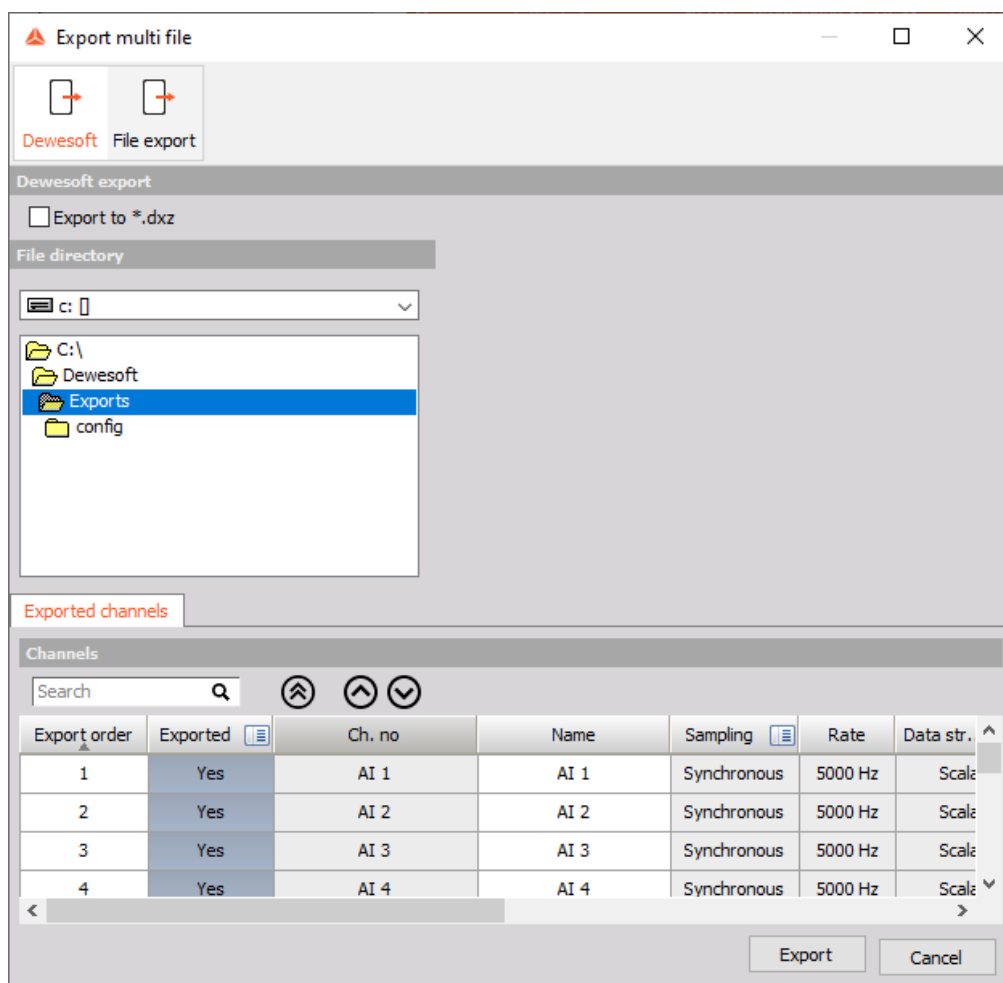 Export multi file
Dewesoft File export
Dewesoft export
Export to *.dxz
File directory
c: []
C:\
Dewesoft
Exports
config
Exported channels
Channels
Search
Export order Exported Ch. no Name Sampling Rate Data str..
1 Yes AI 1 AI 1 Synchronous 5000 Hz Scala
2 Yes AI 2 AI 2 Synchronous 5000 Hz Scala
3 Yes AI 3 AI 3 Synchronous 5000 Hz Scala
4 Yes AI 4 AI 4 Synchronous 5000 Hz Scala
Export Cancel